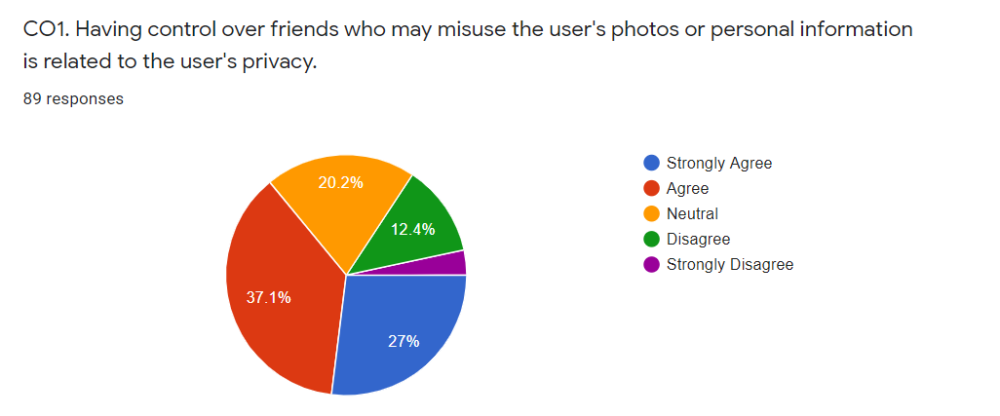 CO1. Having control over friends who may misuse the user's photos or personal information
is related to the user's privacy.
89 responses
20.2%
12.4%
37.1%
27%
Strongly Agree
Agree
Neutral
Disagree
Strongly Disagree